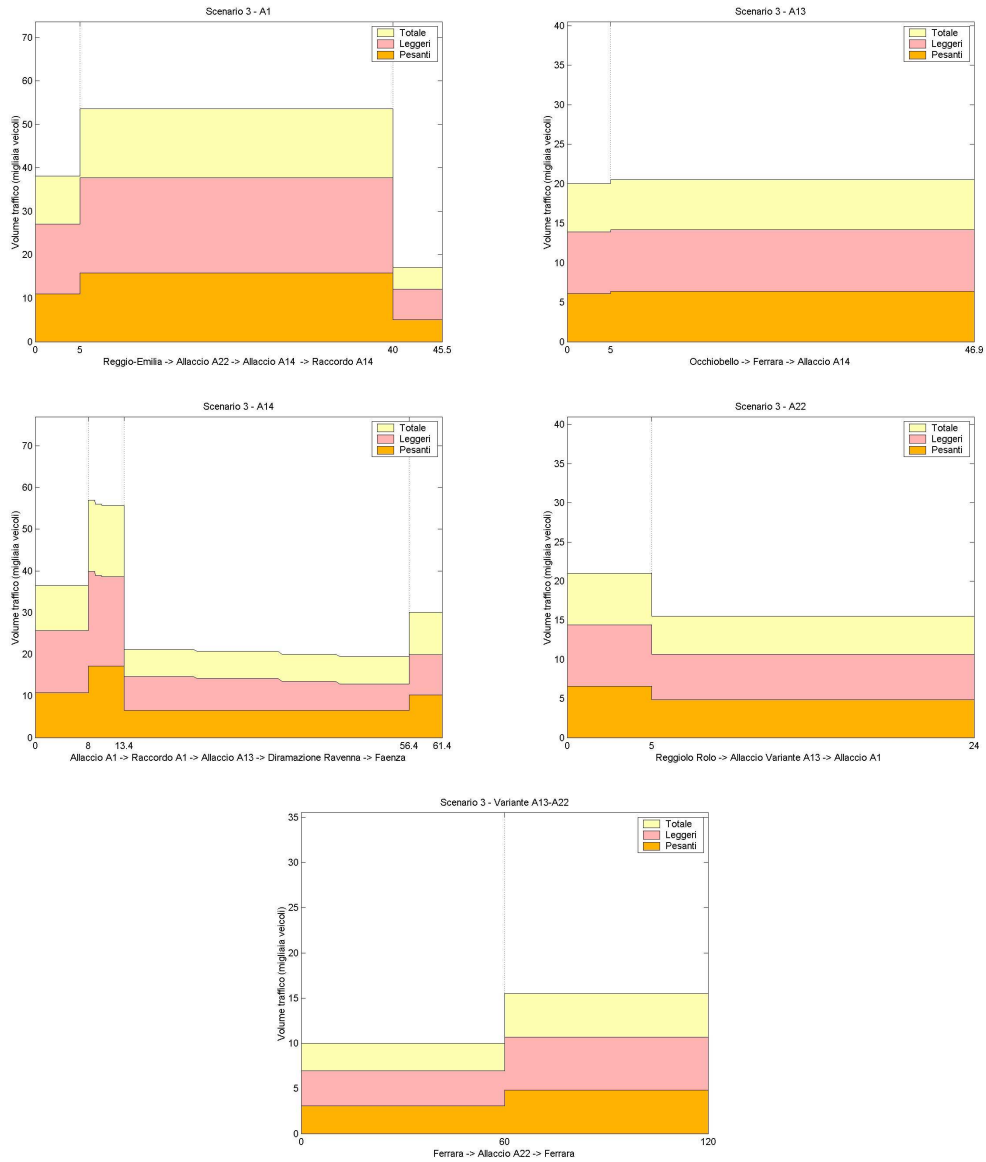 Scenario 3 - A1
Volume traffico (migliaia veicoli)
70
60
50
40
30
20
10
0
Totale
Leggeri
Pesanti
0 5 40 45.5
Reggio-Emilia -> Allaccio A22 -> Allaccio A14 -> Raccordo A14
Scenario 3 - A13
Volume traffico (migliaia veicoli)
40
35
30
25
20
15
10
5
0
Totale
Leggeri
Pesanti
0 5 46.9
Occhiobello -> Ferrara -> Allaccio A14
Scenario 3 - A14
Volume traffico (migliaia veicoli)
70
60
50
40
30
20
10
0
Totale
Leggeri
Pesanti
0 8 13.4 56.4 61.4
Allaccio A1 -> Raccordo A1 -> Allaccio A13 -> Diramazione Ravenna -> Faenza
Scenario 3 - A22
Volume traffico (migliaia veicoli)
40
35
30
25
20
15
10
5
0
Totale
Leggeri
Pesanti
0 5 24
Reggiolo Rolo -> Allaccio Variante A13 -> Allaccio A1
Scenario 3 - Variante A13-A22
Volume traffico (migliaia veicoli)
35
30
25
20
15
10
5
0
Totale
Leggeri
Pesanti
0 60 120
Ferrara -> Allaccio A22 -> Ferrara